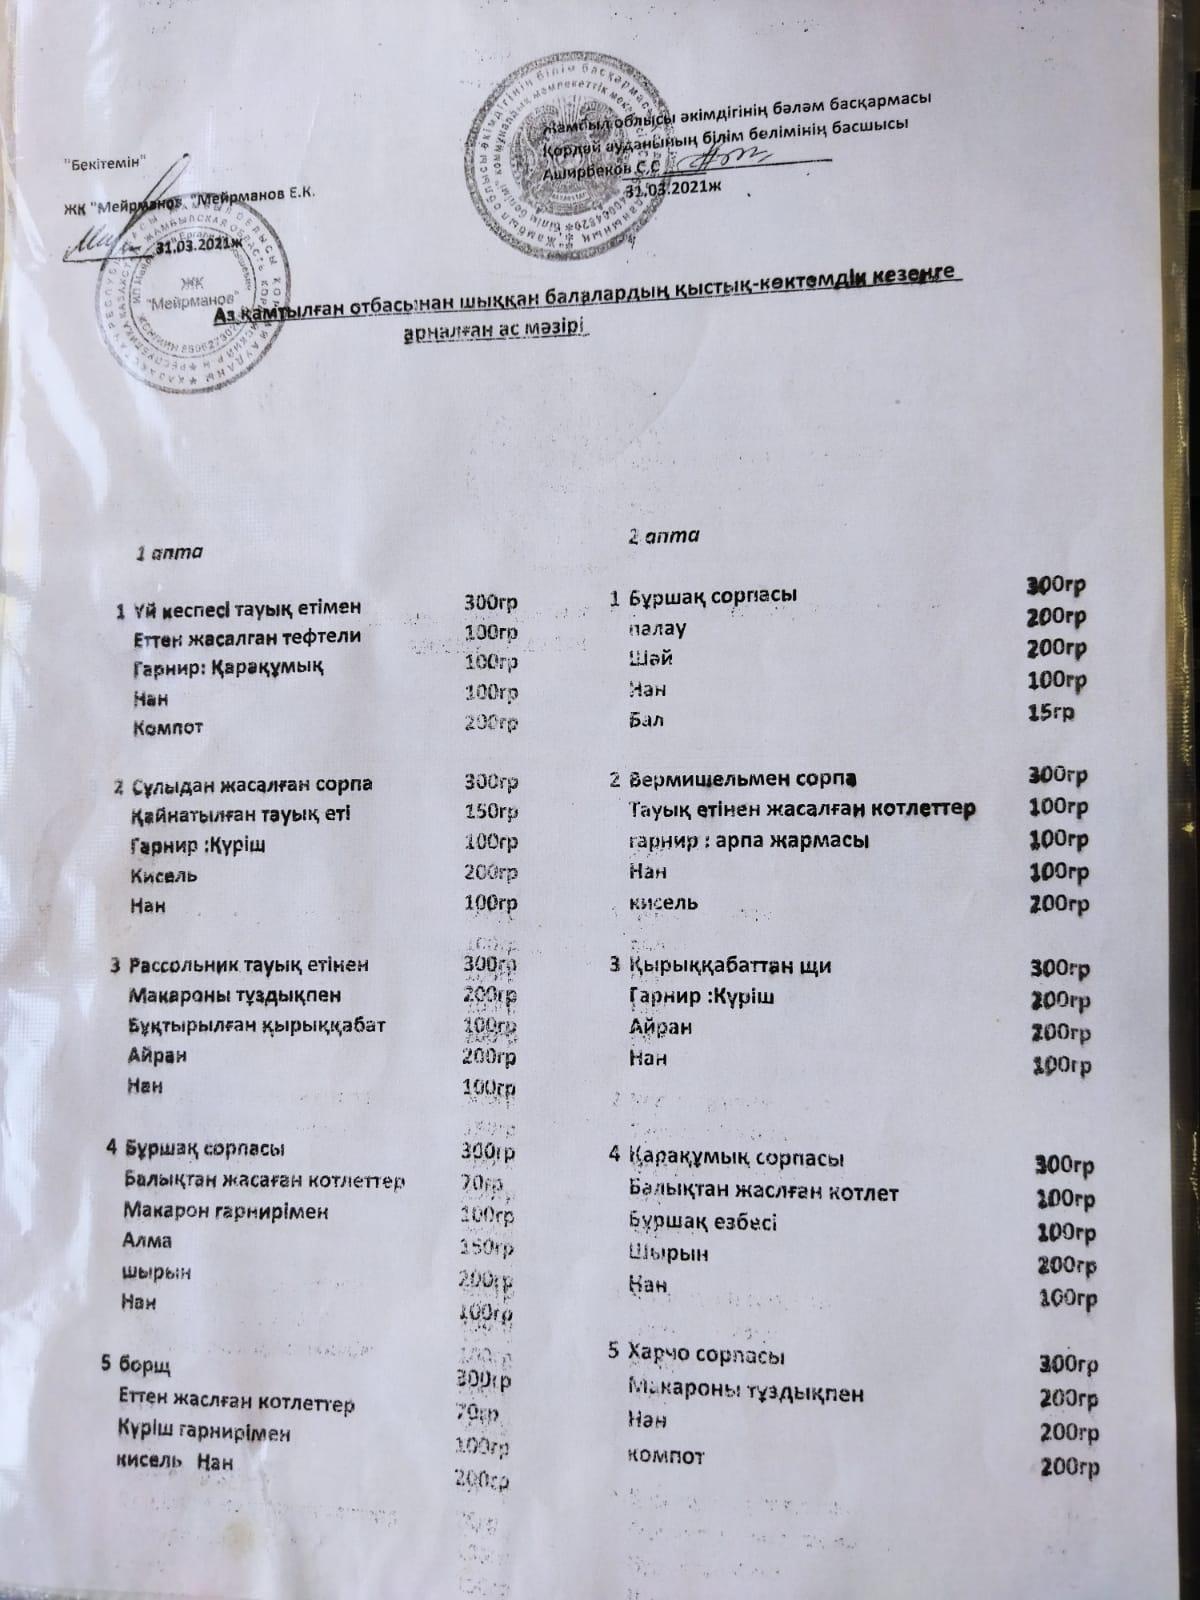 Жамбыл облысы әкімдігінің бәлəм басқармасы
Қордай ауданының білім бөлімінің басшысы
Аширбеков С.С
31.03.2021ж
"Бекітемін"
ЖК "Мейрманов "Мейрманов Е.К.
31.03.2021ж
ЖК
"Мейрманов"
Аз қамтылған отбасынан шыққан балалардың қыстық-көктемдік кезеңге
арналған ас мәзірі
1 апта
1 Үй кеспесі тауық етімен 300гр
Еттен жасалған тефтели 100гр
Гарнир: Қарақұмық 100гр
Нан 100гр
Компот 200гр
2 Сұлыдан жасалған сорпа 300гр
Қайнатылған тауық еті 150гр
Гарнир :Күріш 100гр
Кисель 200гр
Нан 100гр
3 Рассольник тауық етінен 300гр
Макароны тұздықпен 200гр
Бұқтырылған қырыққабат 100гр
Айран 200гр
Нан 100гр
4 Бұршақ сорпасы 300гр
Балықтан жасаған котлеттер 70гр
Макарон гарнирімен 100гр
Алма 150гр
шырын 200гр
Нан 100гр
5 борщ 300гр
Еттен жаслған котлеттер 70гр
Күріш гарнирімен 100гр
кисель Нан 200гр
2 апта
1 Бұршақ сорпасы 300гр
палау 200гр
Шәй 200гр
Нан 100гр
Бал 15гр
2 Вермишельмен сорпа 300гр
Тауық етінен жасалған котлеттер 100гр
гарнир : арпа жармасы 100гр
Нан 100гр
кисель 200гр
3 Қырыққабаттан щи 300гр
Гарнир :Күріш 200гр
Айран 200гр
Нан 100гр
4 Қарақұмық сорпасы 300гр
Балықтан жаслған котлет 100гр
Бұршақ езбесі 100гр
Шырын 200гр
Нан 100гр
5 Харчо сорпасы 300гр
Макароны тұздықпен 200гр
Нан 200гр
компот 200гр